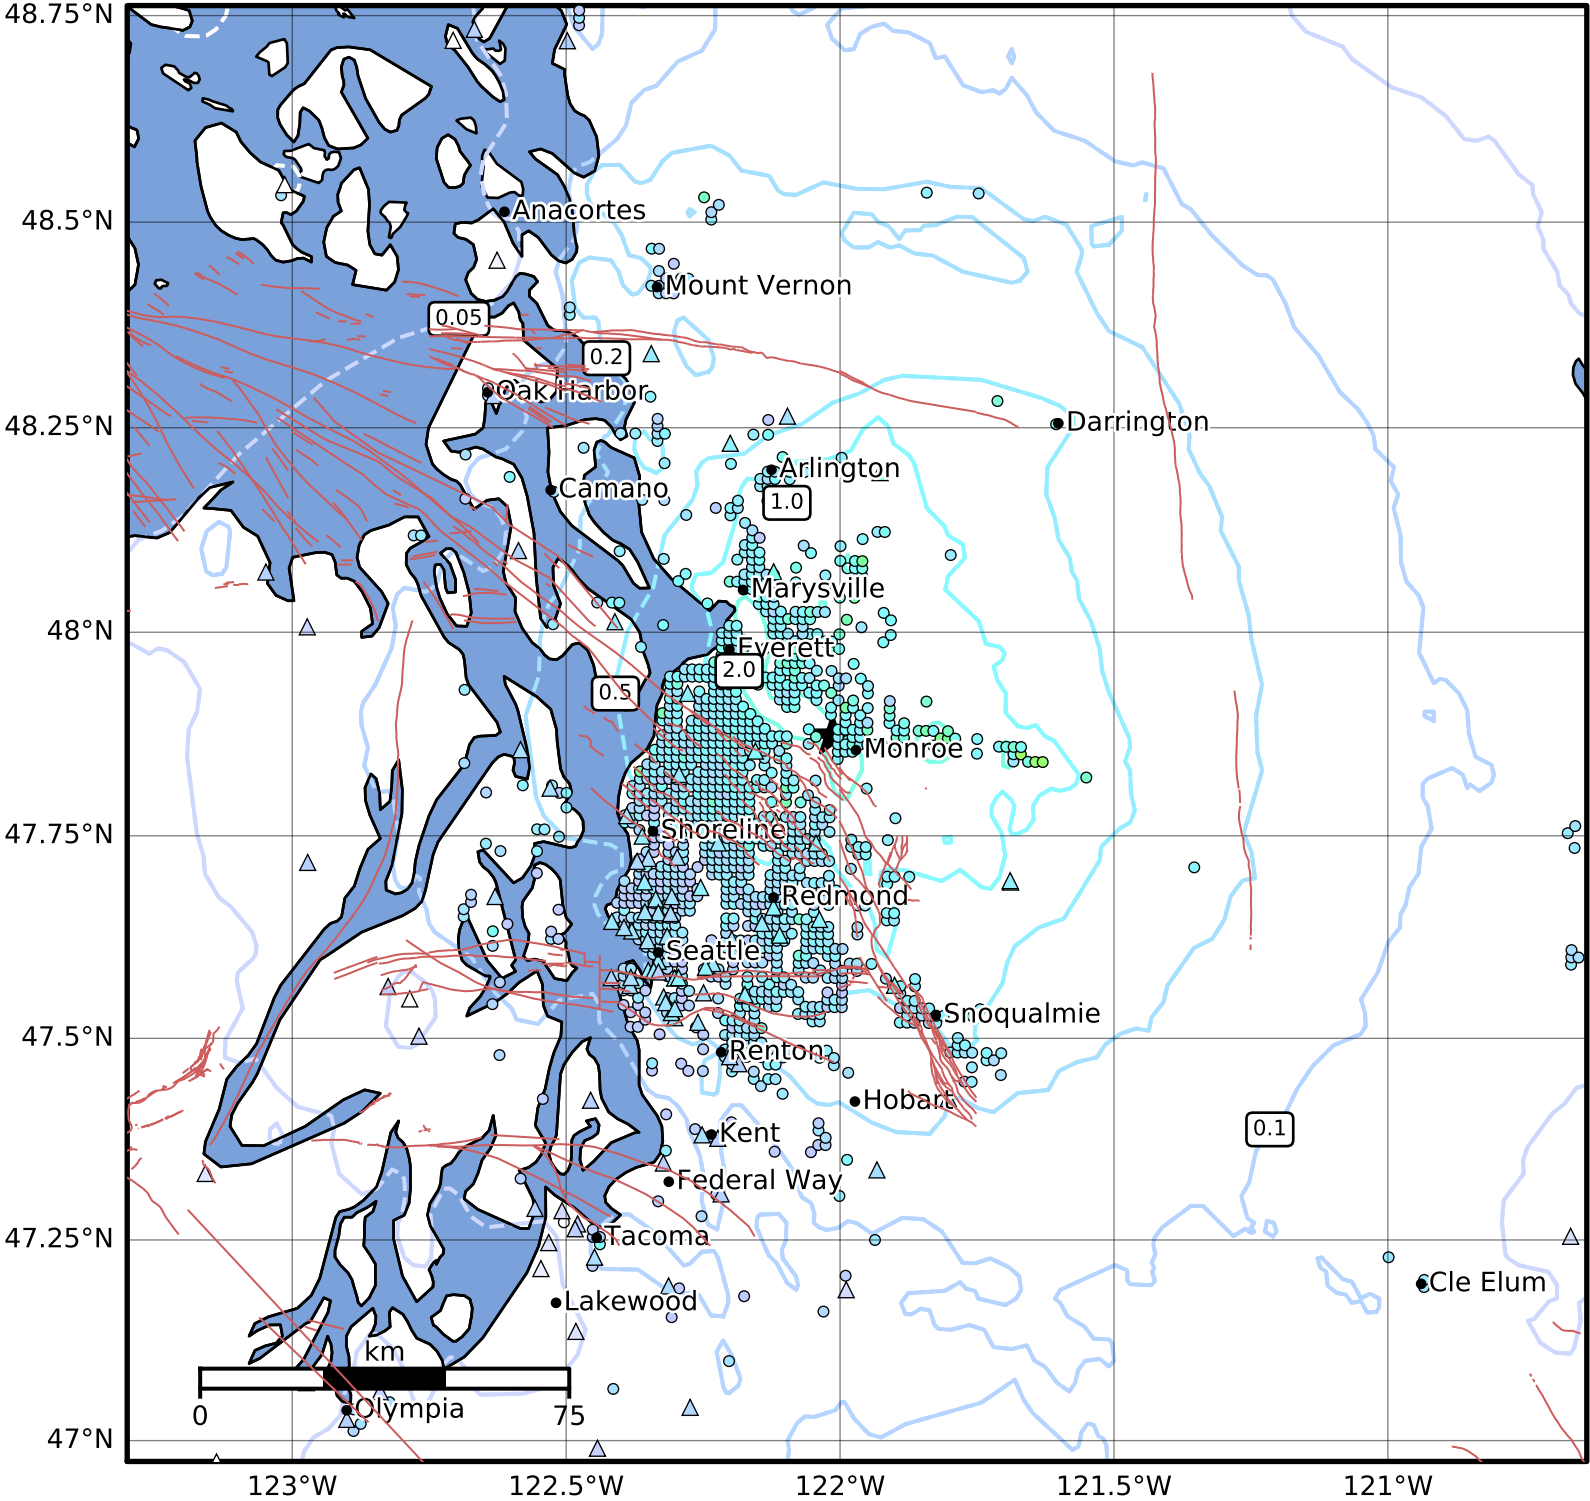 48.75°N
48.5°N
48.25°N
48°N
47.75°N
47.5°N
47.25°N
47°N
Anacortes
Mount Vernon
0.05
0.2
Oak Harbor
Darrington
Arlington
Camano
1.0
Marysville
Everett
2.0
0.5
Monroe
Shoreline
Redmond
Seattle
Snoqualmie
Renton
Hobart
0.1
Kent
Federal Way
Tacoma
Cle Elum
Lakewood
km
0
75
Olympia
123°W
122.5°W
122°W
121.5°W
121°W